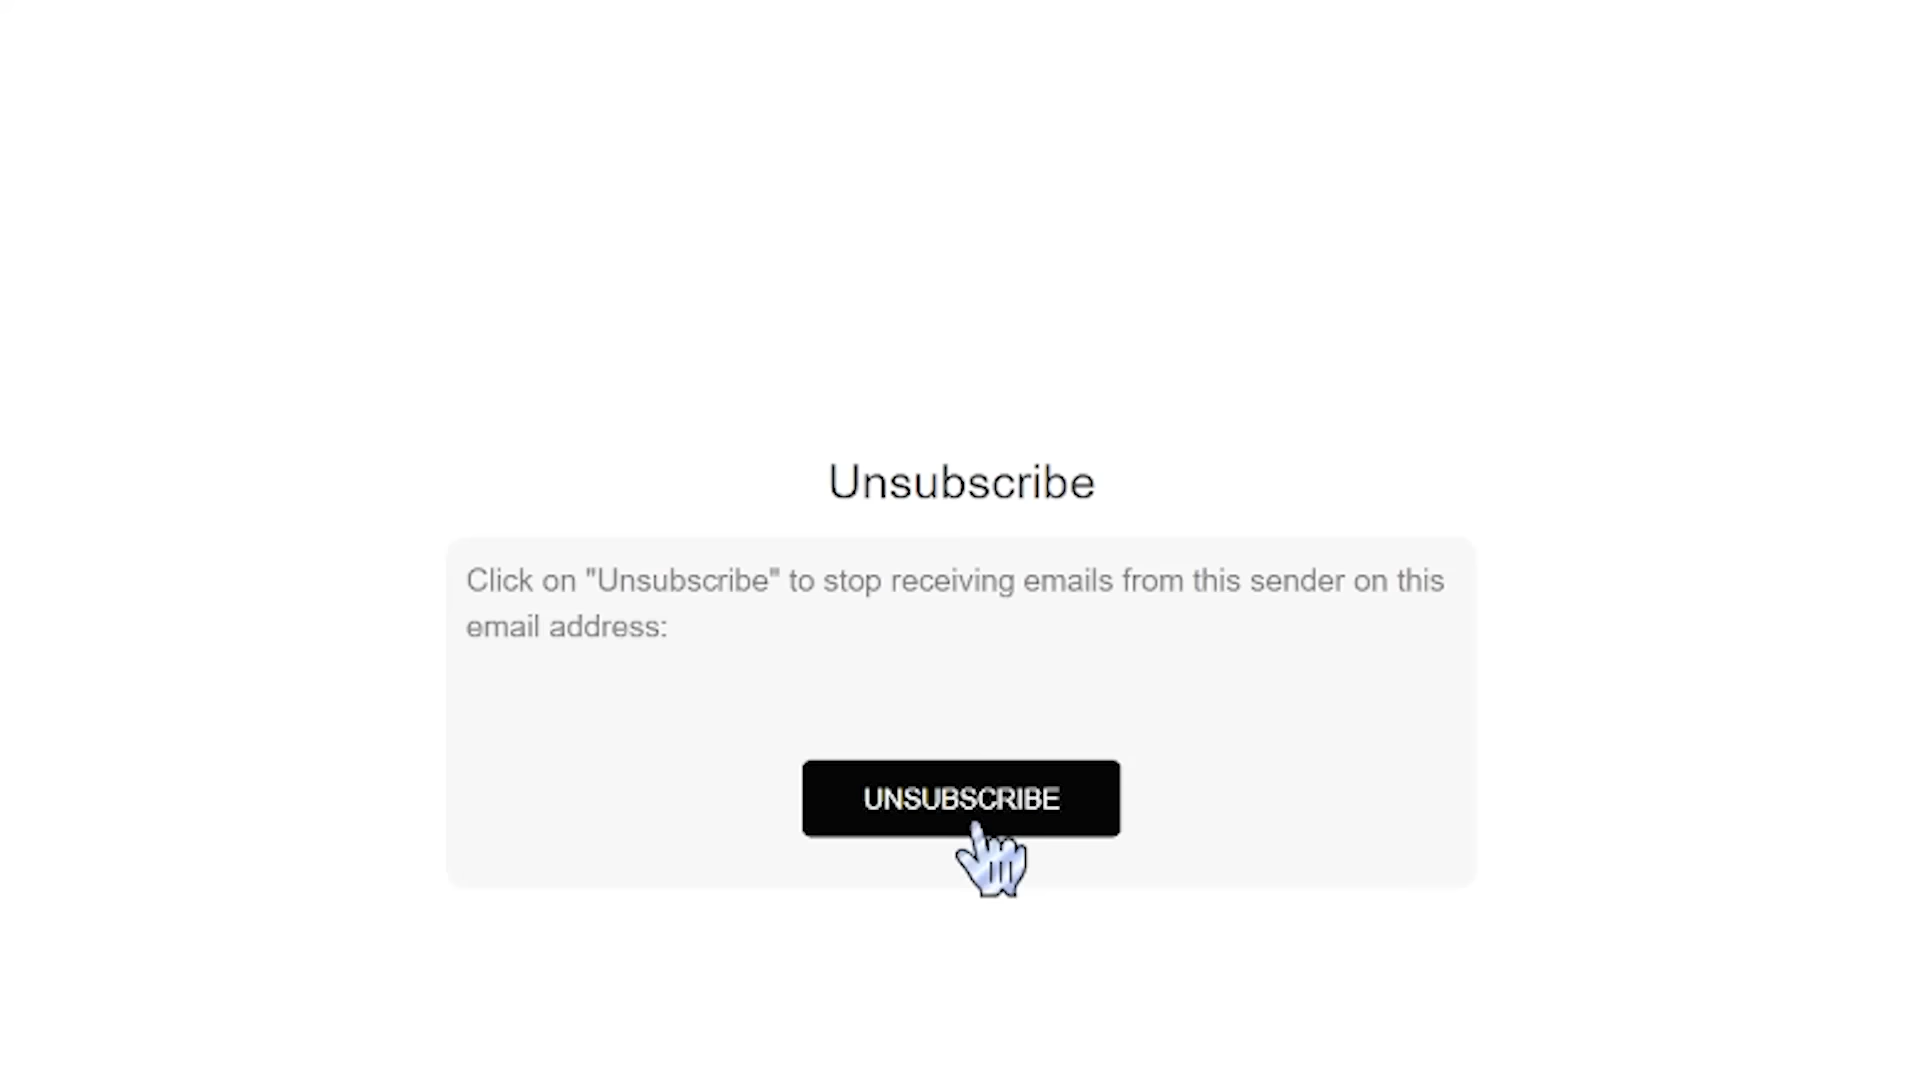 Unsubscribe
Click on "Unsubscribe" to stop receiving emails from this sender on this
email address:
UNSUBSCRIBE